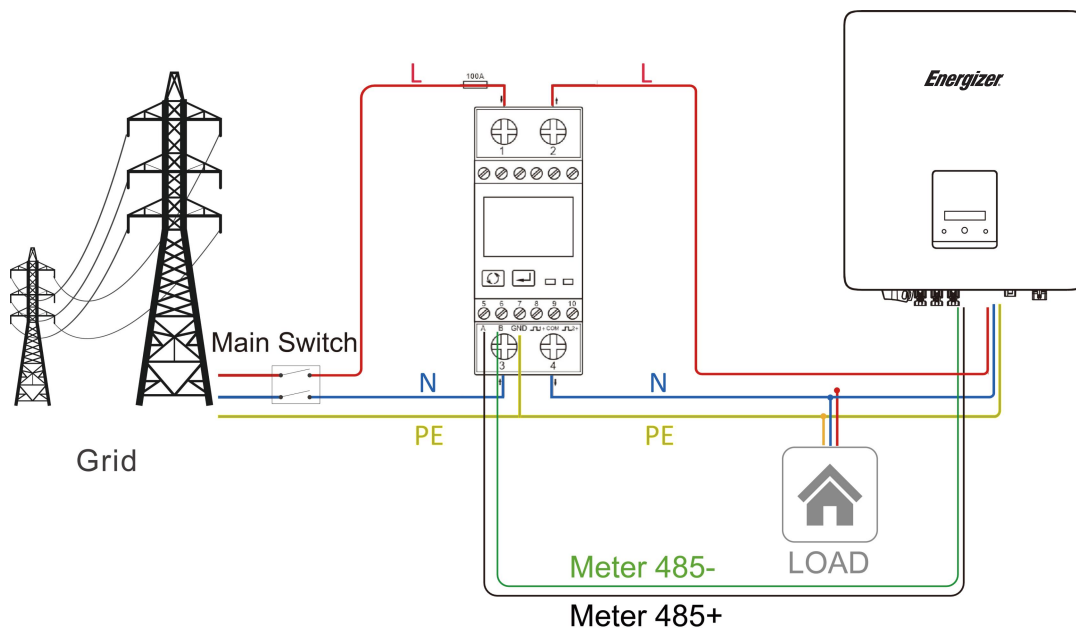 L
100A
L
Energizer
1
2
5 6 7 8 9 10
A B GND + COM 2+
3
4
Main Switch
N
N
PE
PE
Grid
LOAD
Meter 485-
Meter 485+